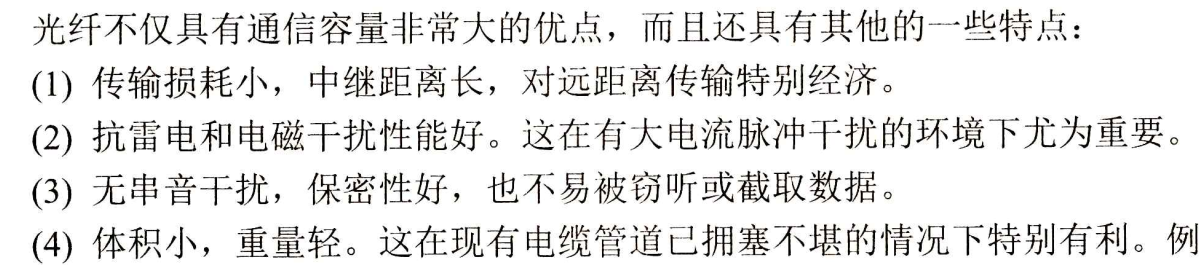 光纤不仅具有通信容量非常大的优点，而且还具有其他的一些特点：
(1) 传输损耗小，中继距离长，对远距离传输特别经济。
(2) 抗雷电和电磁干扰性能好。这在有大电流脉冲干扰的环境下尤为重要。
(3) 无串音干扰，保密性好，也不易被窃听或截取数据。
(4) 体积小，重量轻。这在现有电缆管道已拥塞不堪的情况下特别有利。例